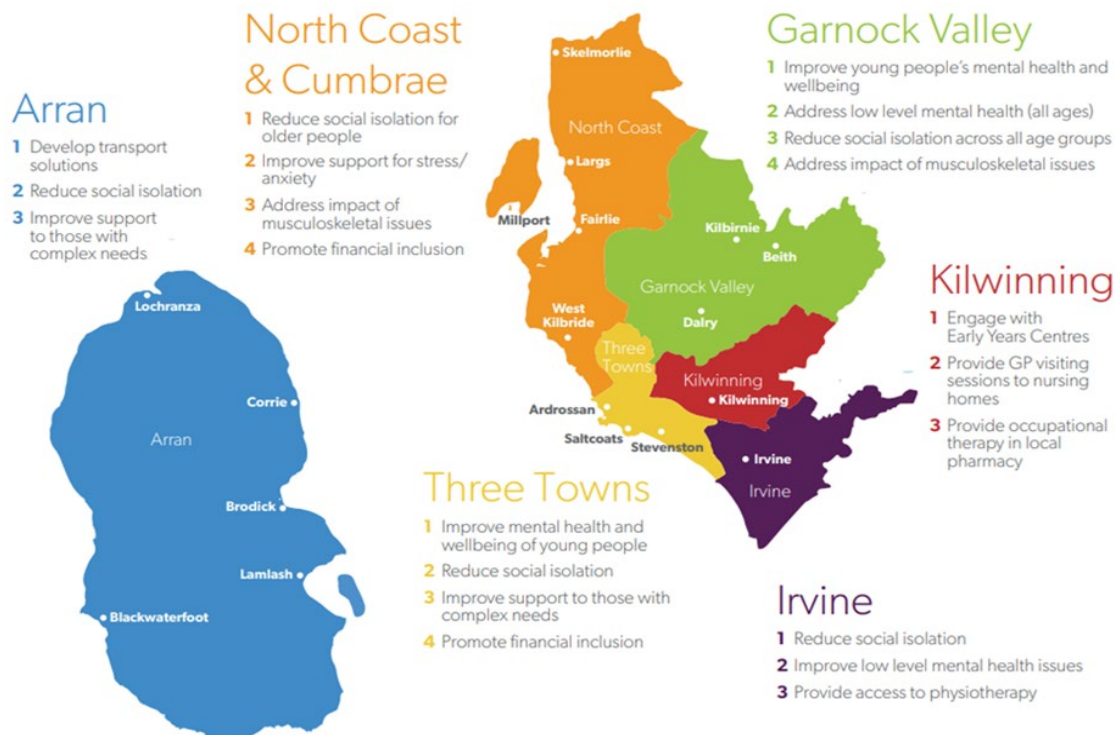 Arran
1 Develop transport
solutions
2 Reduce social isolation
3 Improve support
to those with
complex needs
North Coast
& Cumbrae
1 Reduce social isolation for
older people
2 Improve support for stress/
anxiety
3 Address impact of
musculoskeletal issues
4 Promote financial inclusion
Garnock Valley
1 Improve young people's mental health and
wellbeing
2 Address low level mental health (all ages)
3 Reduce social isolation across all age groups
4 Address impact of musculoskeletal issues
Kilwinning
1 Engage with
Early Years Centres
2 Provide GP visiting
sessions to nursing
homes
3 Provide occupational
therapy in local
pharmacy
Three Towns
1 Improve mental health and
wellbeing of young people
2 Reduce social isolation
3 Improve support to those with
complex needs
4 Promote financial inclusion
Irvine
1 Reduce social isolation
2 Improve low level mental health issues
3 Provide access to physiotherapy
Lochranza
Corrie
Arran
Brodick
Lamlash
Blackwaterfoot
Skelmorlie
North Coast
Largs
Millport
Fairlie
West
Kilbride
Kilbirnie
Beith
Garnock Valley
Dalry
Three
Towns
Kilwinning
Kilwinning
Ardrossan
Saltcoats
Stevenston
Irvine
Irvine